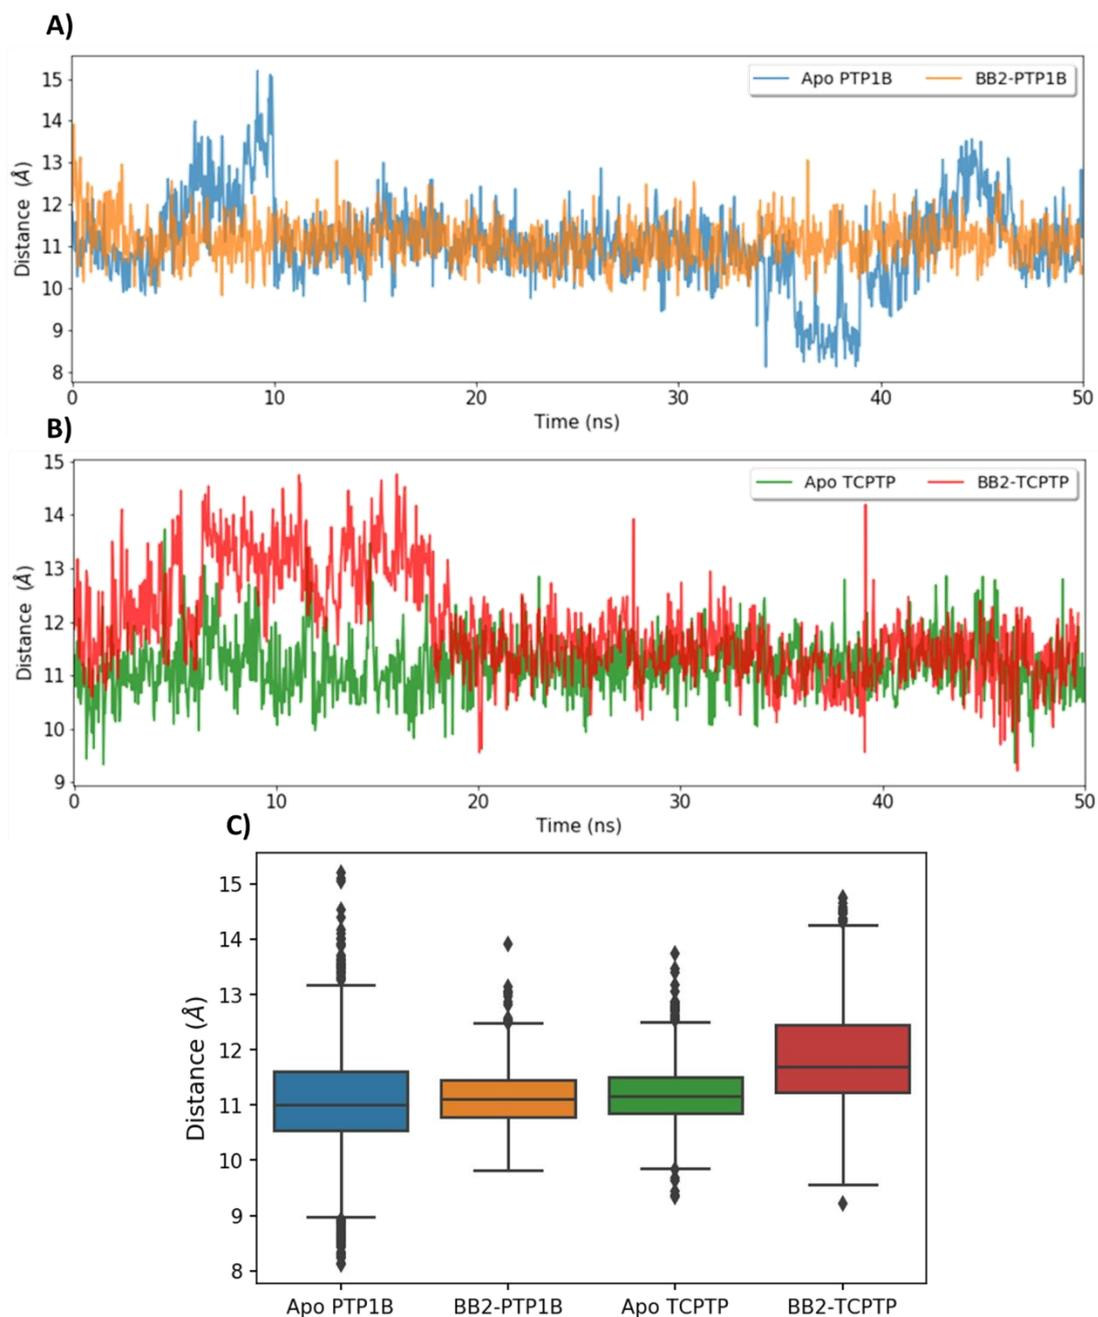 A)
Apo PTP1B BB2-PTP1B
15
14
13
12
11
10
9
8
Distance (Å)
0 10 20 30 40 50
Time (ns)
B)
Apo TCPTP BB2-TCPTP
15
14
13
12
11
10
9
Distance (Å)
0 10 20 30 40 50
Time (ns)
C)
15
14
13
12
11
10
9
8
Distance (Å)
Apo PTP1B BB2-PTP1B Apo TCPTP BB2-TCPTP